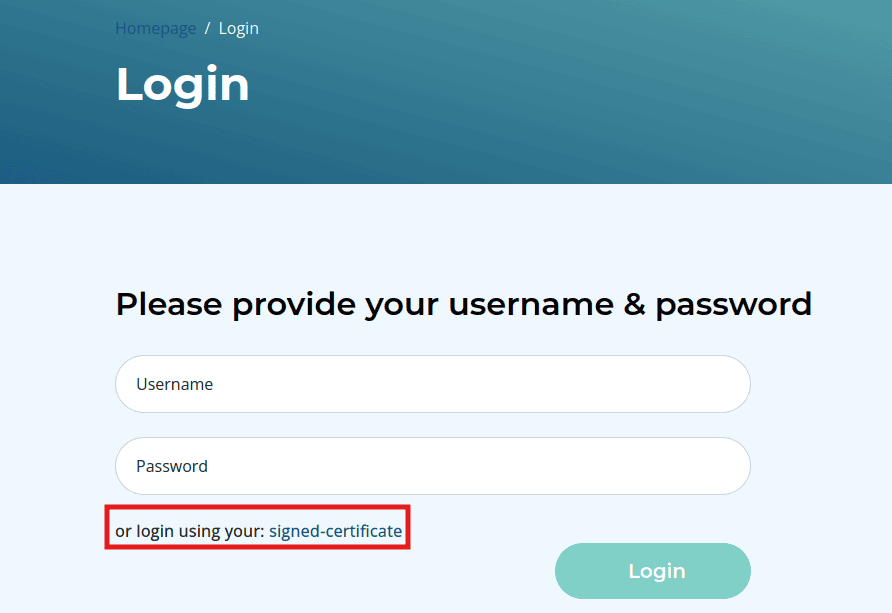 Homepage / Login
Login
Please provide your username & password
Username
Password
or login using your: signed-certificate
Login